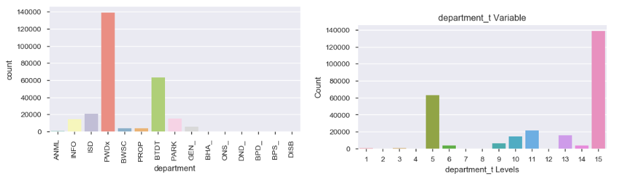 140000
120000
100000
80000
60000
40000
20000
0
count
ANML
INFO
ISD
PWDx
BWSC
PROP
BTDT
PARK
GEN_
BHA_
ONS_
DND_
BPD_
BPS_
DISB
department
department_t Variable
140000
120000
100000
80000
60000
40000
20000
0
Count
1 2 3 4 5 6 7 8 9 10 11 12 13 14 15
department_t Levels